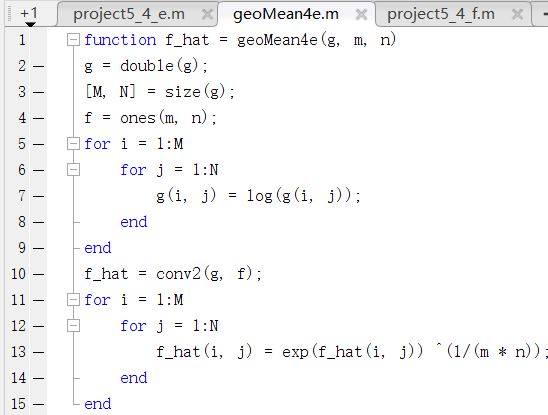 +1 project5_4_e.m geoMean4e.m project5_4_f.m
1 function f_hat = geoMean4e(g, m, n)
2 g = double(g);
3 [M, N] = size(g);
4 f = ones(m, n);
5 for i = 1:M
6 for j = 1:N
7 g(i, j) = log(g(i, j));
8 end
9 end
10 f_hat = conv2(g, f);
11 for i = 1:M
12 for j = 1:N
13 f_hat(i, j) = exp(f_hat(i, j)) ^(1/(m * n));
14 end
15 end